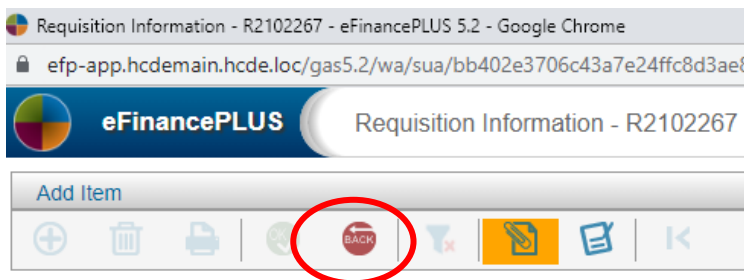 Requisition Information - R2102267 - eFinancePLUS 5.2 - Google Chrome
efp-app.hcdemain.hcde.loc/gas5.2/wa/sua/bb402e3706c43a7e24ffc8d3ae8
eFinancePLUS Requisition Information - R2102267
Add Item
BACK